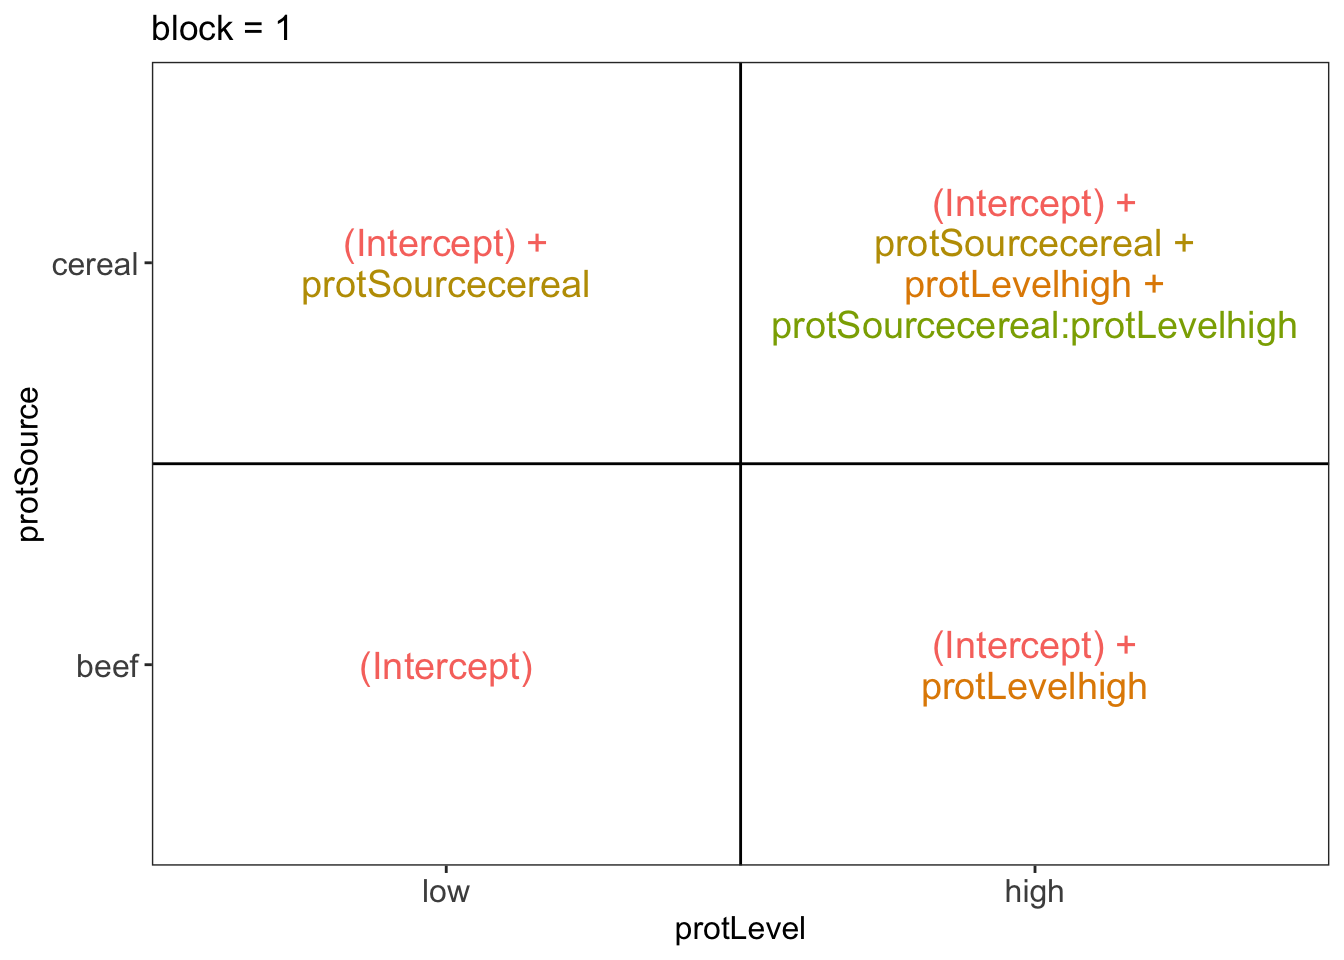 block = 1
protSource
cereal
(Intercept) +
protSourcecereal
(Intercept) +
protSourcecereal +
protLevelhigh +
protSourcecereal:protLevelhigh
beef
(Intercept)
(Intercept) +
protLevelhigh
low
high
protLevel